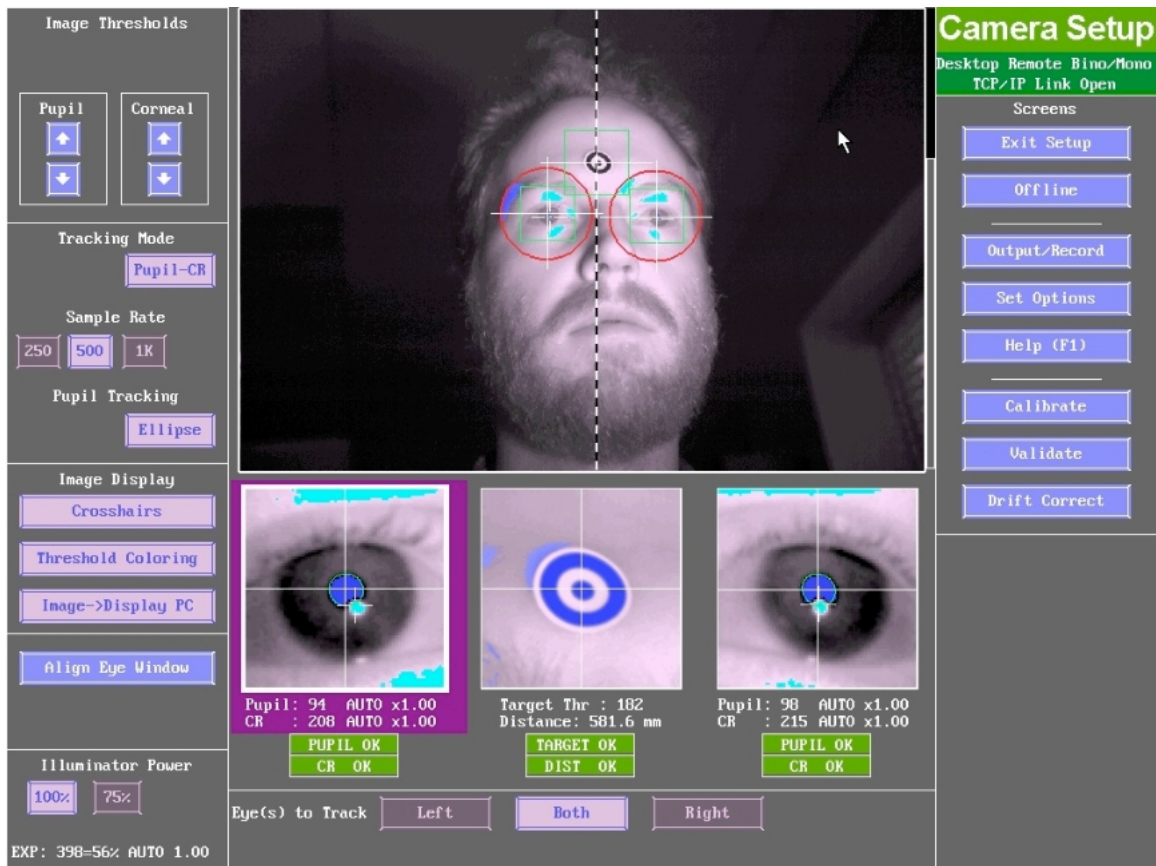 Image Thresholds
Pupil
Corneal
Tracking Mode
Pupil-CR
Sample Rate
250
500
1K
Pupil Tracking
Ellipse
Image Display
Crosshairs
Threshold Coloring
Image->Display PC
Align Eye Window
Illuminator Power
100%
75%
EXP: 398=56% AUTO 1.00
Pupil: 94 AUTO x1.00
CR : 208 AUTO x1.00
PUPIL OK
CR OK
Target Thr : 182
Distance: 581.6 mm
TARGET OK
DIST OK
Pupil: 98 AUTO x1.00
CR : 215 AUTO x1.00
PUPIL OK
CR OK
Eye(s) to Track
Left
Both
Right
Camera Setup
Desktop Remote Bino/Mono
TCP/IP Link Open
Screens
Exit Setup
Offline
Output/Record
Set Options
Help (F1)
Calibrate
Validate
Drift Correct